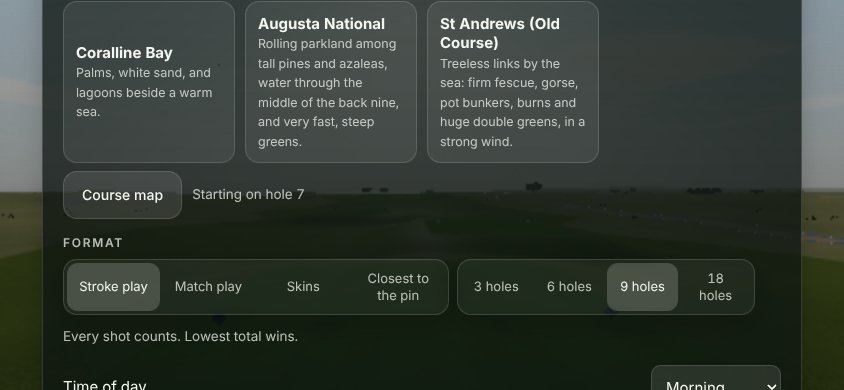 Coralline Bay
Palms, white sand, and
lagoons beside a warm
sea.
Augusta National
Rolling parkland among
tall pines and azaleas,
water through the
middle of the back nine,
and very fast, steep
greens.
St Andrews (Old
Course)
Treeless links by the
sea: firm fescue, gorse,
pot bunkers, burns and
huge double greens, in a
strong wind.
Course map
Starting on hole 7
FORMAT
Stroke play
Match play
Skins
Closest to
the pin
3 holes
6 holes
9 holes
18
holes
Every shot counts. Lowest total wins.
Time of day
Morning